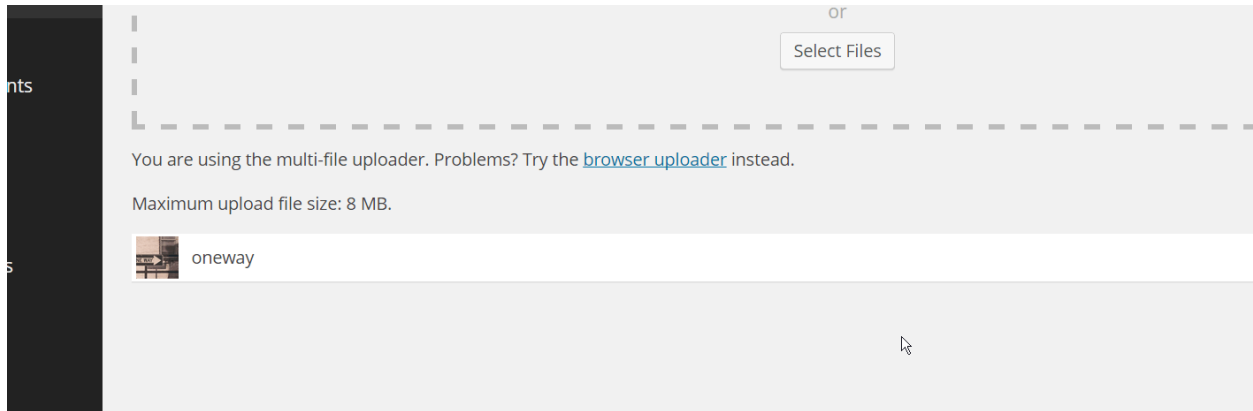 or
Select Files
nts
You are using the multi-file uploader. Problems? Try the browser uploader instead.
Maximum upload file size: 8 MB.
s
oneway